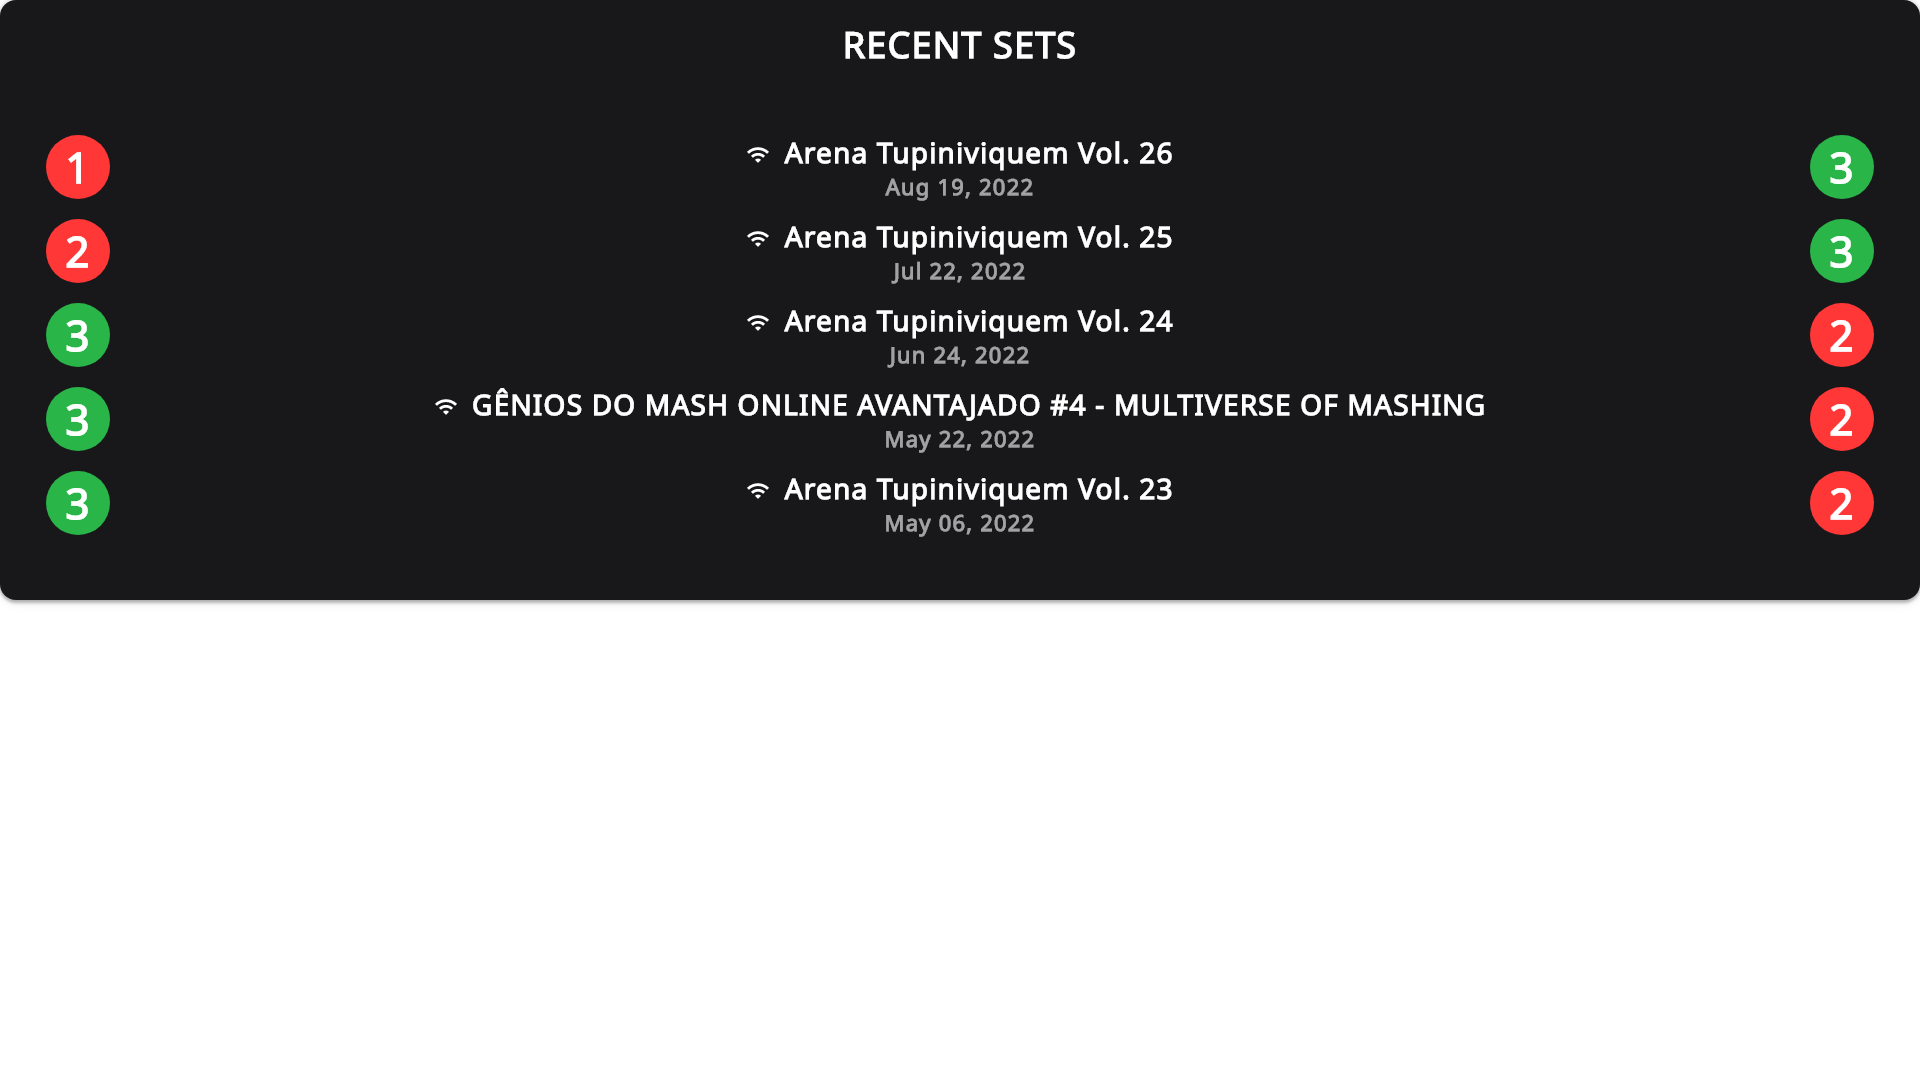 RECENT SETS
1 Arena Tupiniviquem Vol. 26 3
Aug 19, 2022
2 Arena Tupiniviquem Vol. 25 3
Jul 22, 2022
3 Arena Tupiniviquem Vol. 24 2
Jun 24, 2022
3 GÊNIOS DO MASH ONLINE AVANTAJADO #4 - MULTIVERSE OF MASHING 2
May 22, 2022
3 Arena Tupiniviquem Vol. 23 2
May 06, 2022